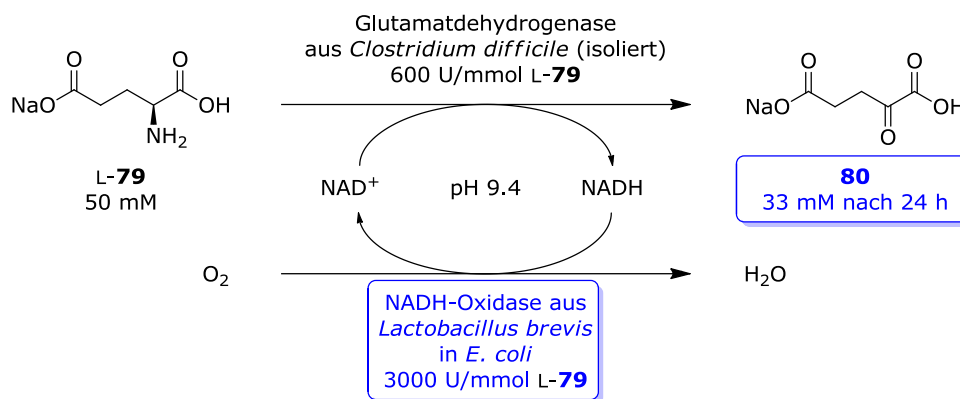 Glutamatdehydrogenase
aus Clostridium difficile (isoliert)
600 U/mmol L-79
O
O
NaO
OH
NH2
L-79
50 mM
NAD+
pH 9.4
NADH
O
O
NaO
OH
O
80
33 mM nach 24 h
O2
H2O
NADH-Oxidase aus
Lactobacillus brevis
in E. coli
3000 U/mmol L-79